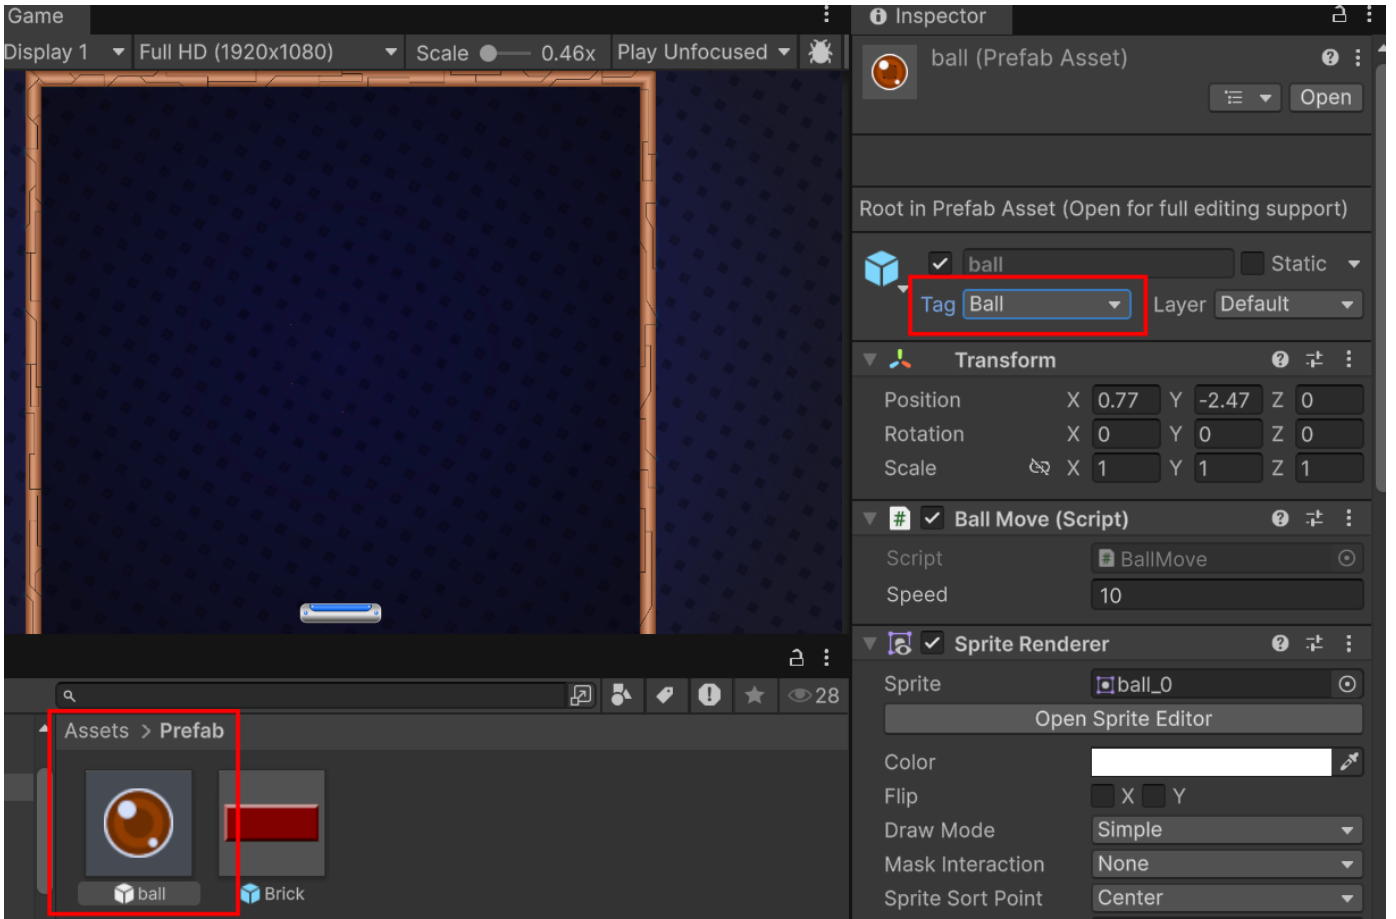 Game
Display 1 Full HD (1920x1080) Scale 0.46x Play Unfocused
Assets > Prefab
28
ball
Brick
Inspector
ball (Prefab Asset)
Open
Root in Prefab Asset (Open for full editing support)
ball Static
Tag Ball Layer Default
Transform
Position X 0.77 Y -2.47 Z 0
Rotation X 0 Y 0 Z 0
Scale X 1 Y 1 Z 1
# Ball Move (Script)
Script # BallMove
Speed 10
Sprite Renderer
Sprite ball_0
Open Sprite Editor
Color
Flip X Y
Draw Mode Simple
Mask Interaction None
Sprite Sort Point Center